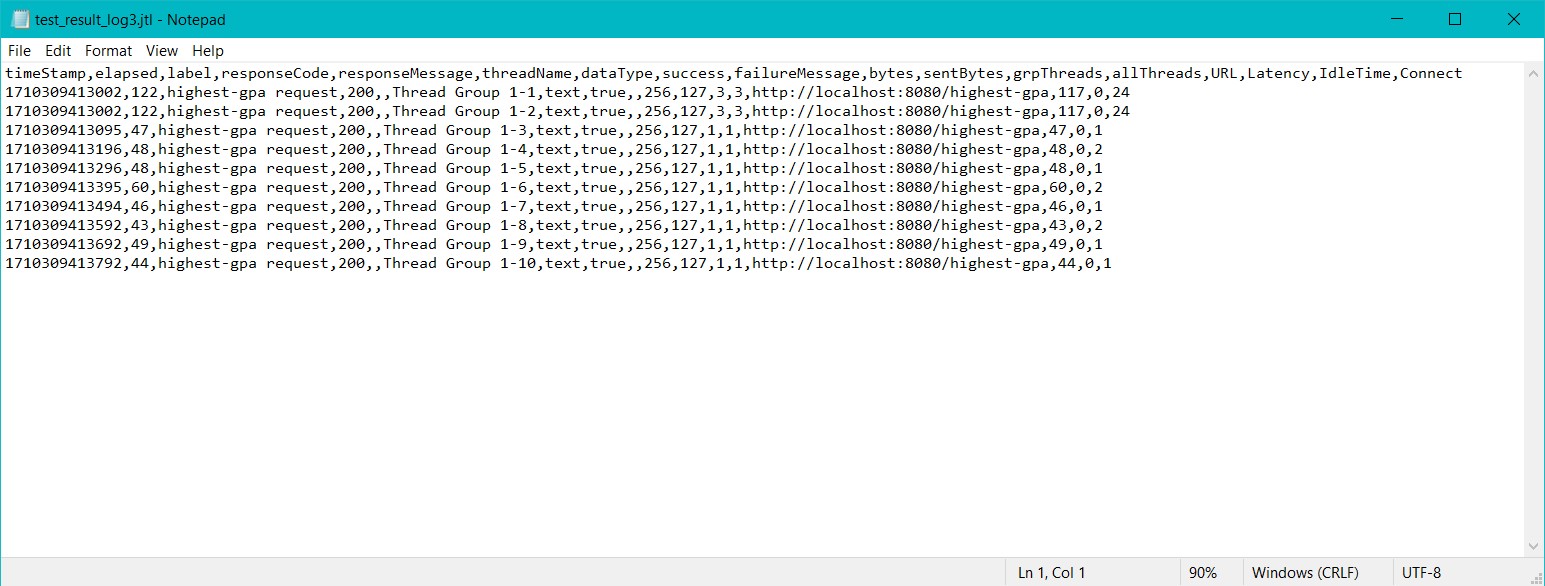 test_result_log3.jtl - Notepad
File Edit Format View Help
timeStamp,elapsed,label,responseCode,responseMessage,threadName,dataType,success,failureMessage,bytes,sentBytes,grpThreads,allThreads,URL,Latency,IdleTime,Connect
1710309413002,122,highest-gpa request,200,,Thread Group 1-1,text,true,,256,127,3,3,http://localhost:8080/highest-gpa,117,0,24
1710309413002,122,highest-gpa request,200,,Thread Group 1-2,text,true,,256,127,3,3,http://localhost:8080/highest-gpa,117,0,24
1710309413095,47,highest-gpa request,200,,Thread Group 1-3,text,true,,256,127,1,1,http://localhost:8080/highest-gpa,47,0,1
1710309413196,48,highest-gpa request,200,,Thread Group 1-4,text,true,,256,127,1,1,http://localhost:8080/highest-gpa,48,0,2
1710309413296,48,highest-gpa request,200,,Thread Group 1-5,text,true,,256,127,1,1,http://localhost:8080/highest-gpa,48,0,1
1710309413395,60,highest-gpa request,200,,Thread Group 1-6,text,true,,256,127,1,1,http://localhost:8080/highest-gpa,60,0,2
1710309413494,46,highest-gpa request,200,,Thread Group 1-7,text,true,,256,127,1,1,http://localhost:8080/highest-gpa,46,0,1
1710309413592,43,highest-gpa request,200,,Thread Group 1-8,text,true,,256,127,1,1,http://localhost:8080/highest-gpa,43,0,2
1710309413692,49,highest-gpa request,200,,Thread Group 1-9,text,true,,256,127,1,1,http://localhost:8080/highest-gpa,49,0,1
1710309413792,44,highest-gpa request,200,,Thread Group 1-10,text,true,,256,127,1,1,http://localhost:8080/highest-gpa,44,0,1
Ln 1, Col 1 90% Windows (CRLF) UTF-8